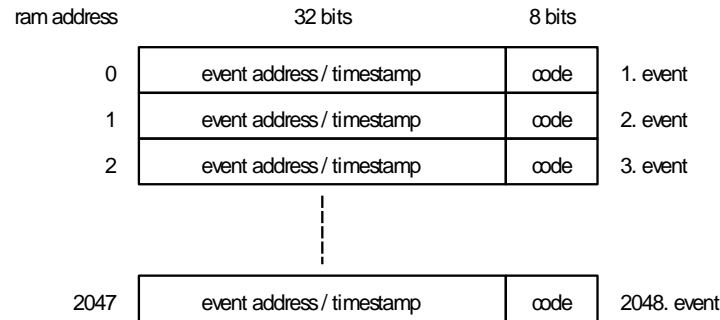 ram address 32 bits 8 bits
0 event address / timestamp code 1. event
1 event address / timestamp code 2. event
2 event address / timestamp code 3. event
2047 event address / timestamp code 2048. event